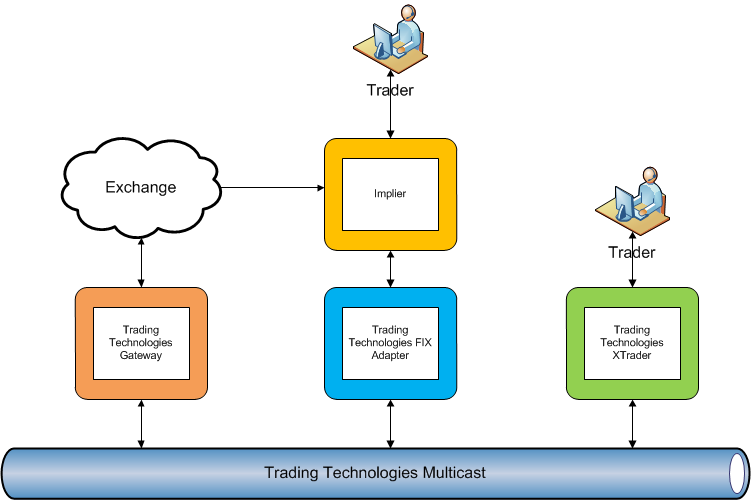 Trader
Exchange
Implier
Trader
Trading
Technologies
Gateway
Trading
Technologies FIX
Adapter
Trading
Technologies
XTrader
Trading Technologies Multicast